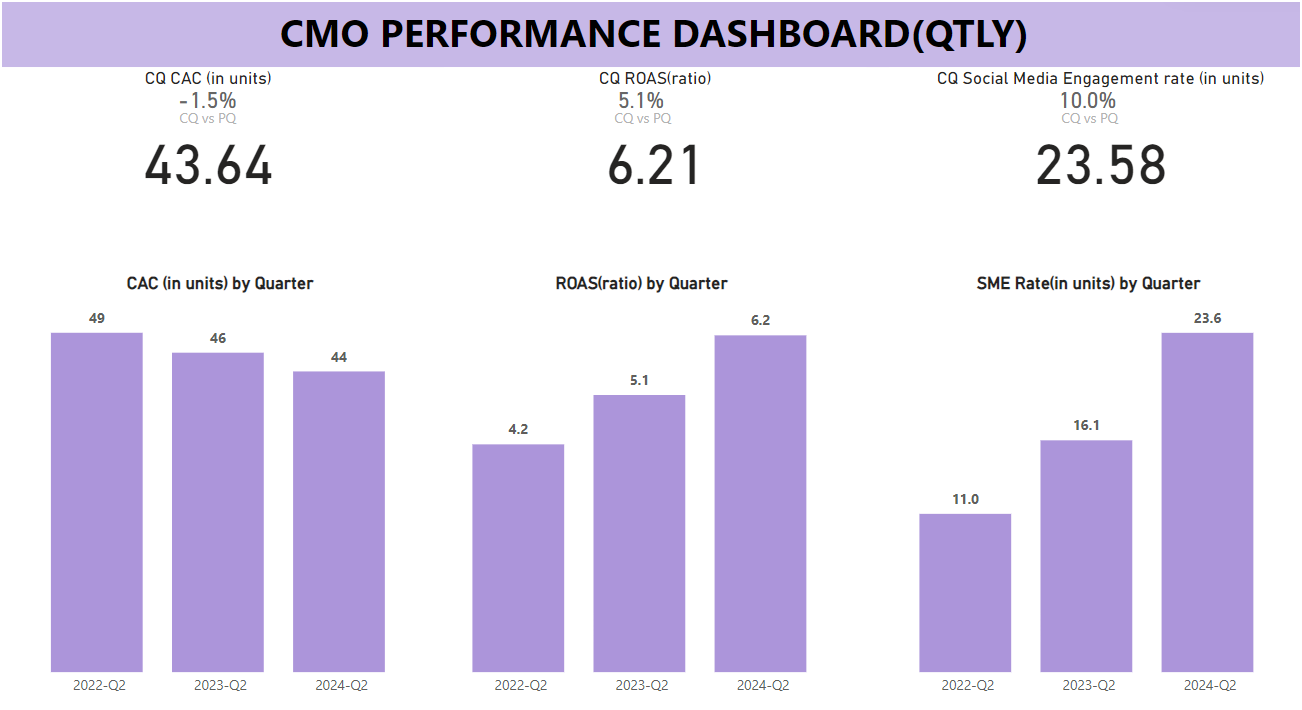 CMO PERFORMANCE DASHBOARD(QTLY)
CQ CAC (in units)
-1.5%
CQ vs PQ
43.64
CQ ROAS(ratio)
5.1%
CQ vs PQ
6.21
CQ Social Media Engagement rate (in units)
10.0%
CQ vs PQ
23.58
CAC (in units) by Quarter
49
46
44
2022-Q2
2023-Q2
2024-Q2
ROAS(ratio) by Quarter
4.2
5.1
6.2
2022-Q2
2023-Q2
2024-Q2
SME Rate(in units) by Quarter
11.0
16.1
23.6
2022-Q2
2023-Q2
2024-Q2